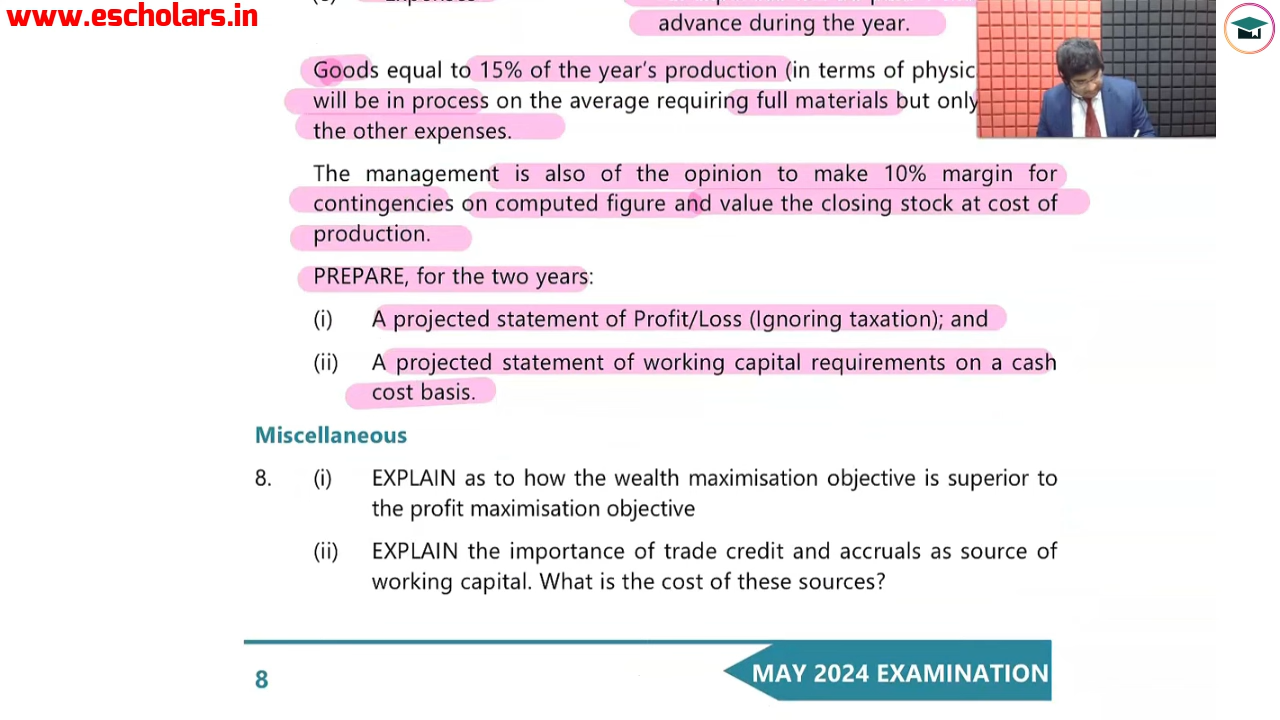 www.escholars.in
advance during the year.
Goods equal to 15% of the year's production (in terms of
will be in process on the average requiring full materials but only
the other expenses.
The management is also of the opinion to make 10% margin for
contingencies on computed figure and value the closing stock at cost of
production.
PREPARE, for the two years:
(i) A projected statement of Profit/Loss (Ignoring taxation); and
(ii) A projected statement of working capital requirements on a cash
cost basis.
Miscellaneous
8. (i) EXPLAIN as to how the wealth maximisation objective is superior to
the profit maximisation objective
(ii) EXPLAIN the importance of trade credit and accruals as source of
working capital. What is the cost of these sources?
8
MAY 2024 EXAMINATION